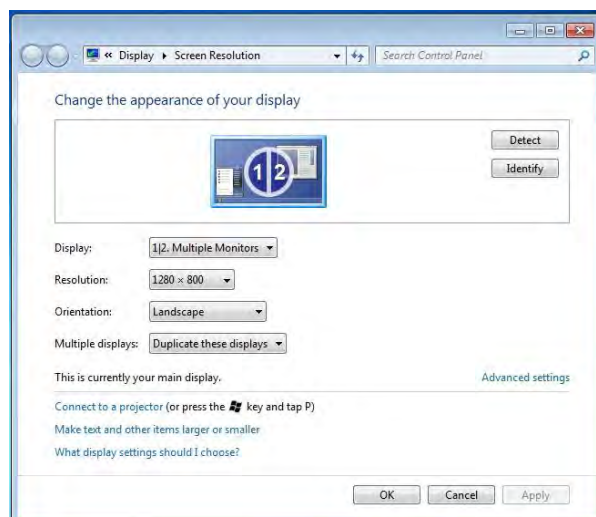 « Display ▸ Screen Resolution
Search Control Panel
Change the appearance of your display
1 2
Detect
Identify
Display: 1|2. Multiple Monitors
Resolution: 1280 × 800
Orientation: Landscape
Multiple displays: Duplicate these displays
This is currently your main display. Advanced settings
Connect to a projector (or press the key and tap P)
Make text and other items larger or smaller
What display settings should I choose?
OK Cancel Apply